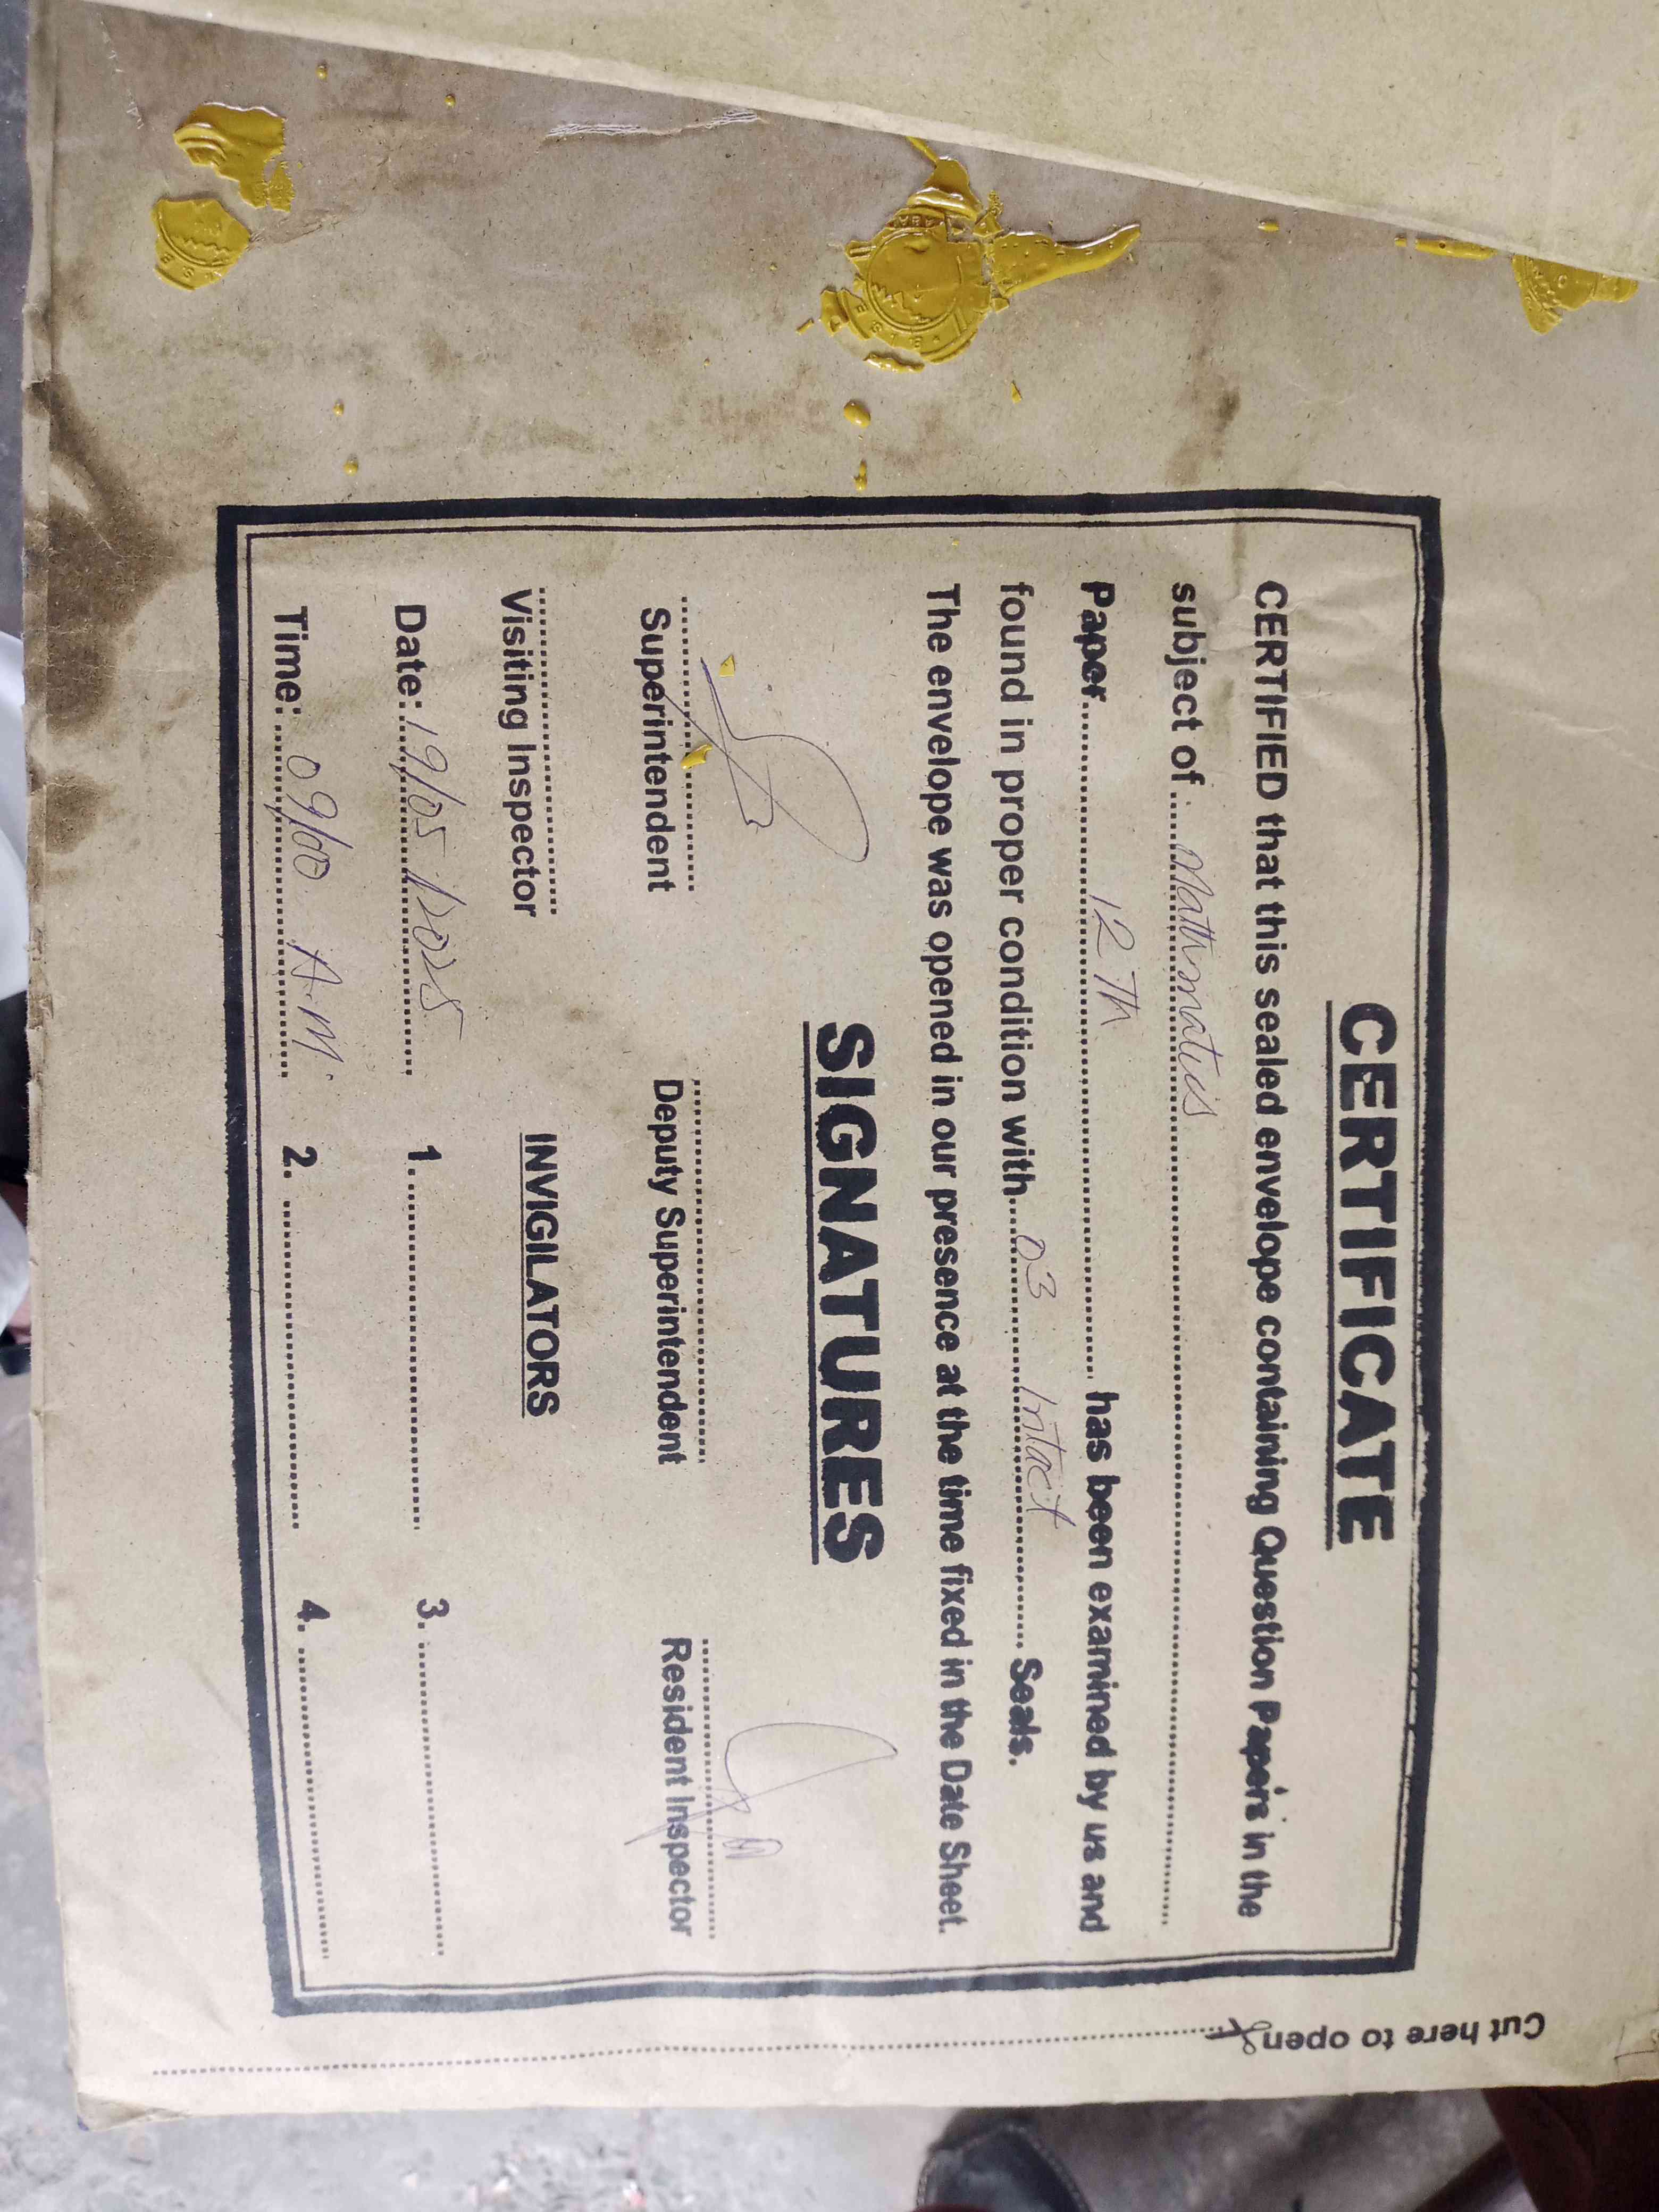 CERTIFICATE
CERTIFIED that this sealed envelope containing Question Papers in the
subject of.....Mathmatics..........
Paper..........12 Th.......... has been examined by us and
found in proper condition with....03......Intact.......... Seals.
The envelope was opened in our presence at the time fixed in the Date Sheet.
SIGNATURES
Superintendent Deputy Superintendent Resident Inspector
Visiting Inspector INVIGILATORS
Date: 19/05/2025 1. 3.
Time: 09/00 A.M. 2. 4.
Cut here to open